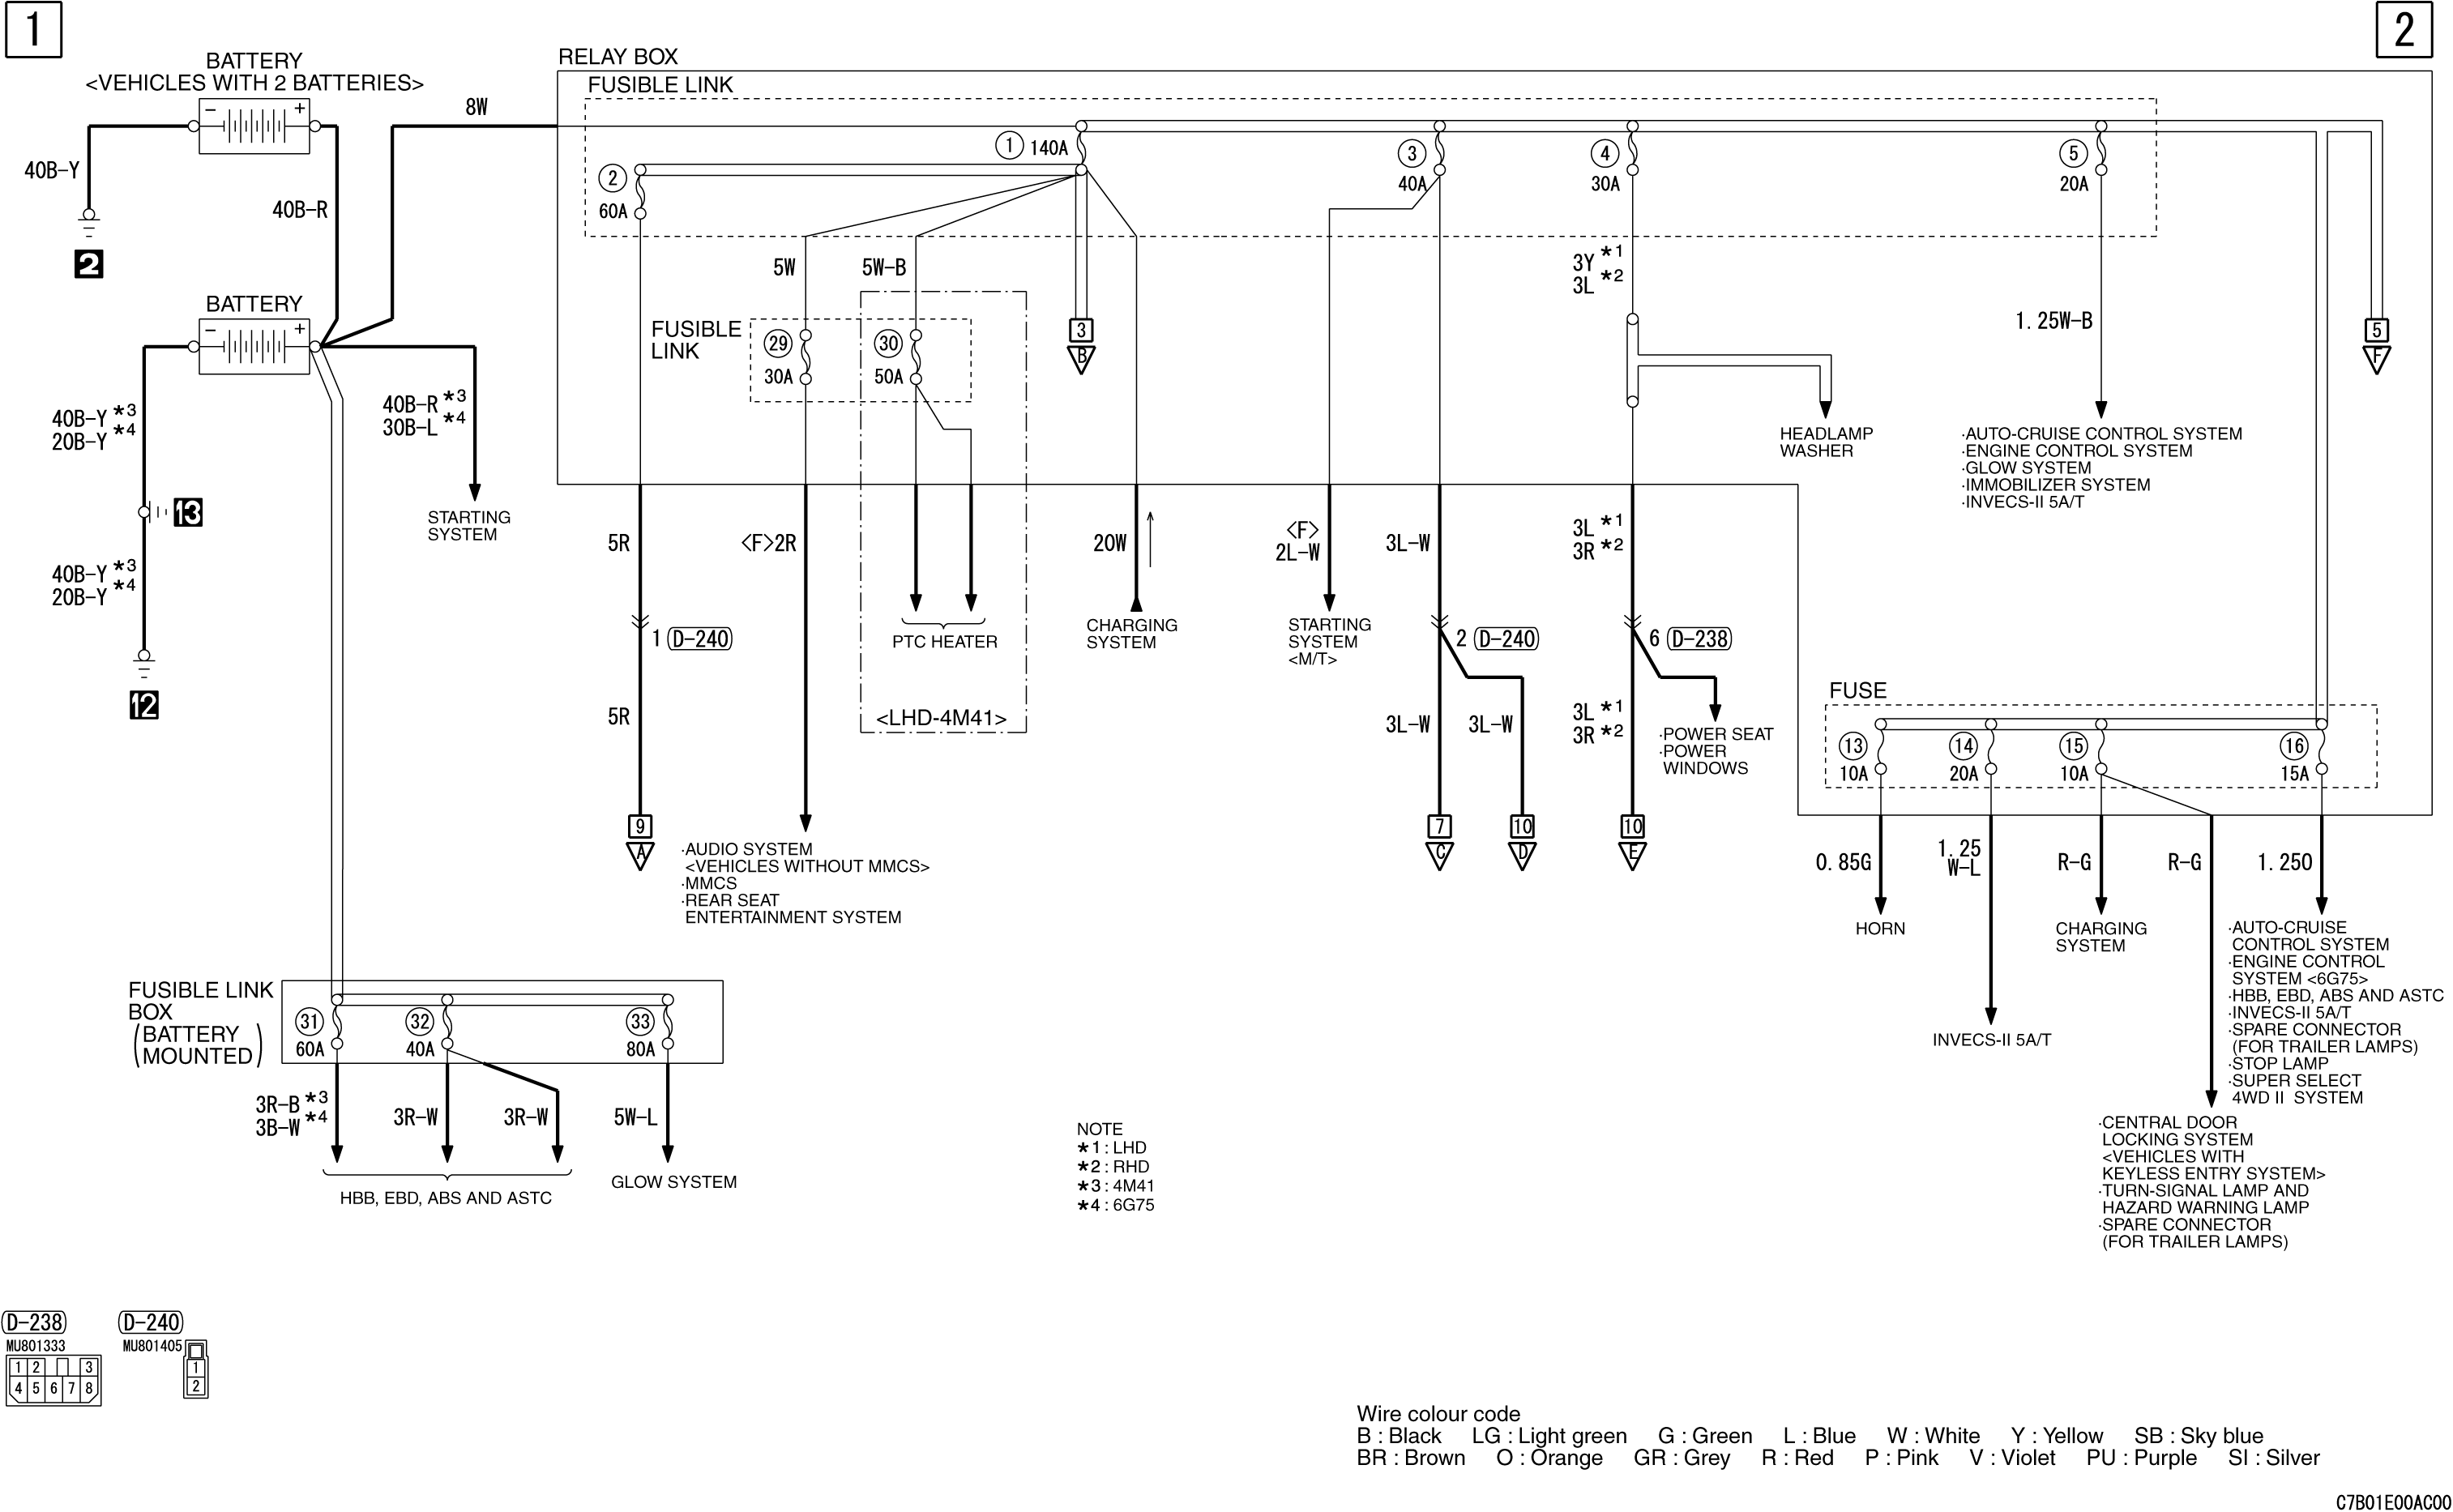 1
2
BATTERY
<VEHICLES WITH 2 BATTERIES>
− +
40B-Y
2
40B-R
8W
RELAY BOX
FUSIBLE LINK
1 140A
2
60A
3
40A
4
30A
5
20A
BATTERY
− +
40B-Y *3
20B-Y *4
13
40B-Y *3
20B-Y *4
12
40B-R *3
30B-L *4
STARTING
SYSTEM
5W
5W-B
FUSIBLE
LINK
29
30A
30
50A
3
B
3Y *1
3L *2
1.25W-B
5
F
HEADLAMP
WASHER
·AUTO-CRUISE CONTROL SYSTEM
·ENGINE CONTROL SYSTEM
·GLOW SYSTEM
·IMMOBILIZER SYSTEM
·INVECS-II 5A/T
5R
<F>2R
20W
<F>
2L-W
3L-W
3L *1
3R *2
1 (D-240)
PTC HEATER
CHARGING
SYSTEM
STARTING
SYSTEM
<M/T>
2 (D-240)
6 (D-238)
5R
<LHD-4M41>
3L-W
3L-W
3L *1
3R *2
·POWER SEAT
·POWER
WINDOWS
FUSE
13
10A
14
20A
15
10A
16
15A
9
A
7
C
10
D
10
E
·AUDIO SYSTEM
<VEHICLES WITHOUT MMCS>
·MMCS
·REAR SEAT
ENTERTAINMENT SYSTEM
0.85G
1.25
W-L
R-G
R-G
1.25O
HORN
INVECS-II 5A/T
CHARGING
SYSTEM
·AUTO-CRUISE
CONTROL SYSTEM
·ENGINE CONTROL
SYSTEM <6G75>
·HBB, EBD, ABS AND ASTC
·INVECS-II 5A/T
·SPARE CONNECTOR
(FOR TRAILER LAMPS)
·STOP LAMP
·SUPER SELECT
4WD II SYSTEM
·CENTRAL DOOR
LOCKING SYSTEM
<VEHICLES WITH
KEYLESS ENTRY SYSTEM>
·TURN-SIGNAL LAMP AND
HAZARD WARNING LAMP
·SPARE CONNECTOR
(FOR TRAILER LAMPS)
FUSIBLE LINK
BOX
(BATTERY
MOUNTED)
31
60A
32
40A
33
80A
3R-B *3
3B-W *4
3R-W
3R-W
5W-L
HBB, EBD, ABS AND ASTC
GLOW SYSTEM
NOTE
*1 : LHD
*2 : RHD
*3 : 4M41
*4 : 6G75
(D-238)
MU801333
1 2 3
4 5 6 7 8
(D-240)
MU801405
1
2
Wire colour code
B : Black LG : Light green G : Green L : Blue W : White Y : Yellow SB : Sky blue
BR : Brown O : Orange GR : Grey R : Red P : Pink V : Violet PU : Purple SI : Silver
C7B01E00AC00